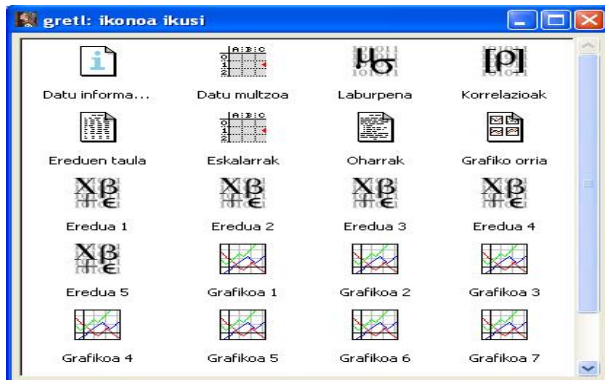 gretl: ikonoa ikusi
Datu informa... Datu multzoa Laburpena Korrelazioak
Ereduen taula Eskalarrak Oharrak Grafiko orria
Eredua 1 Eredua 2 Eredua 3 Eredua 4
Eredua 5 Grafikoa 1 Grafikoa 2 Grafikoa 3
Grafikoa 4 Grafikoa 5 Grafikoa 6 Grafikoa 7